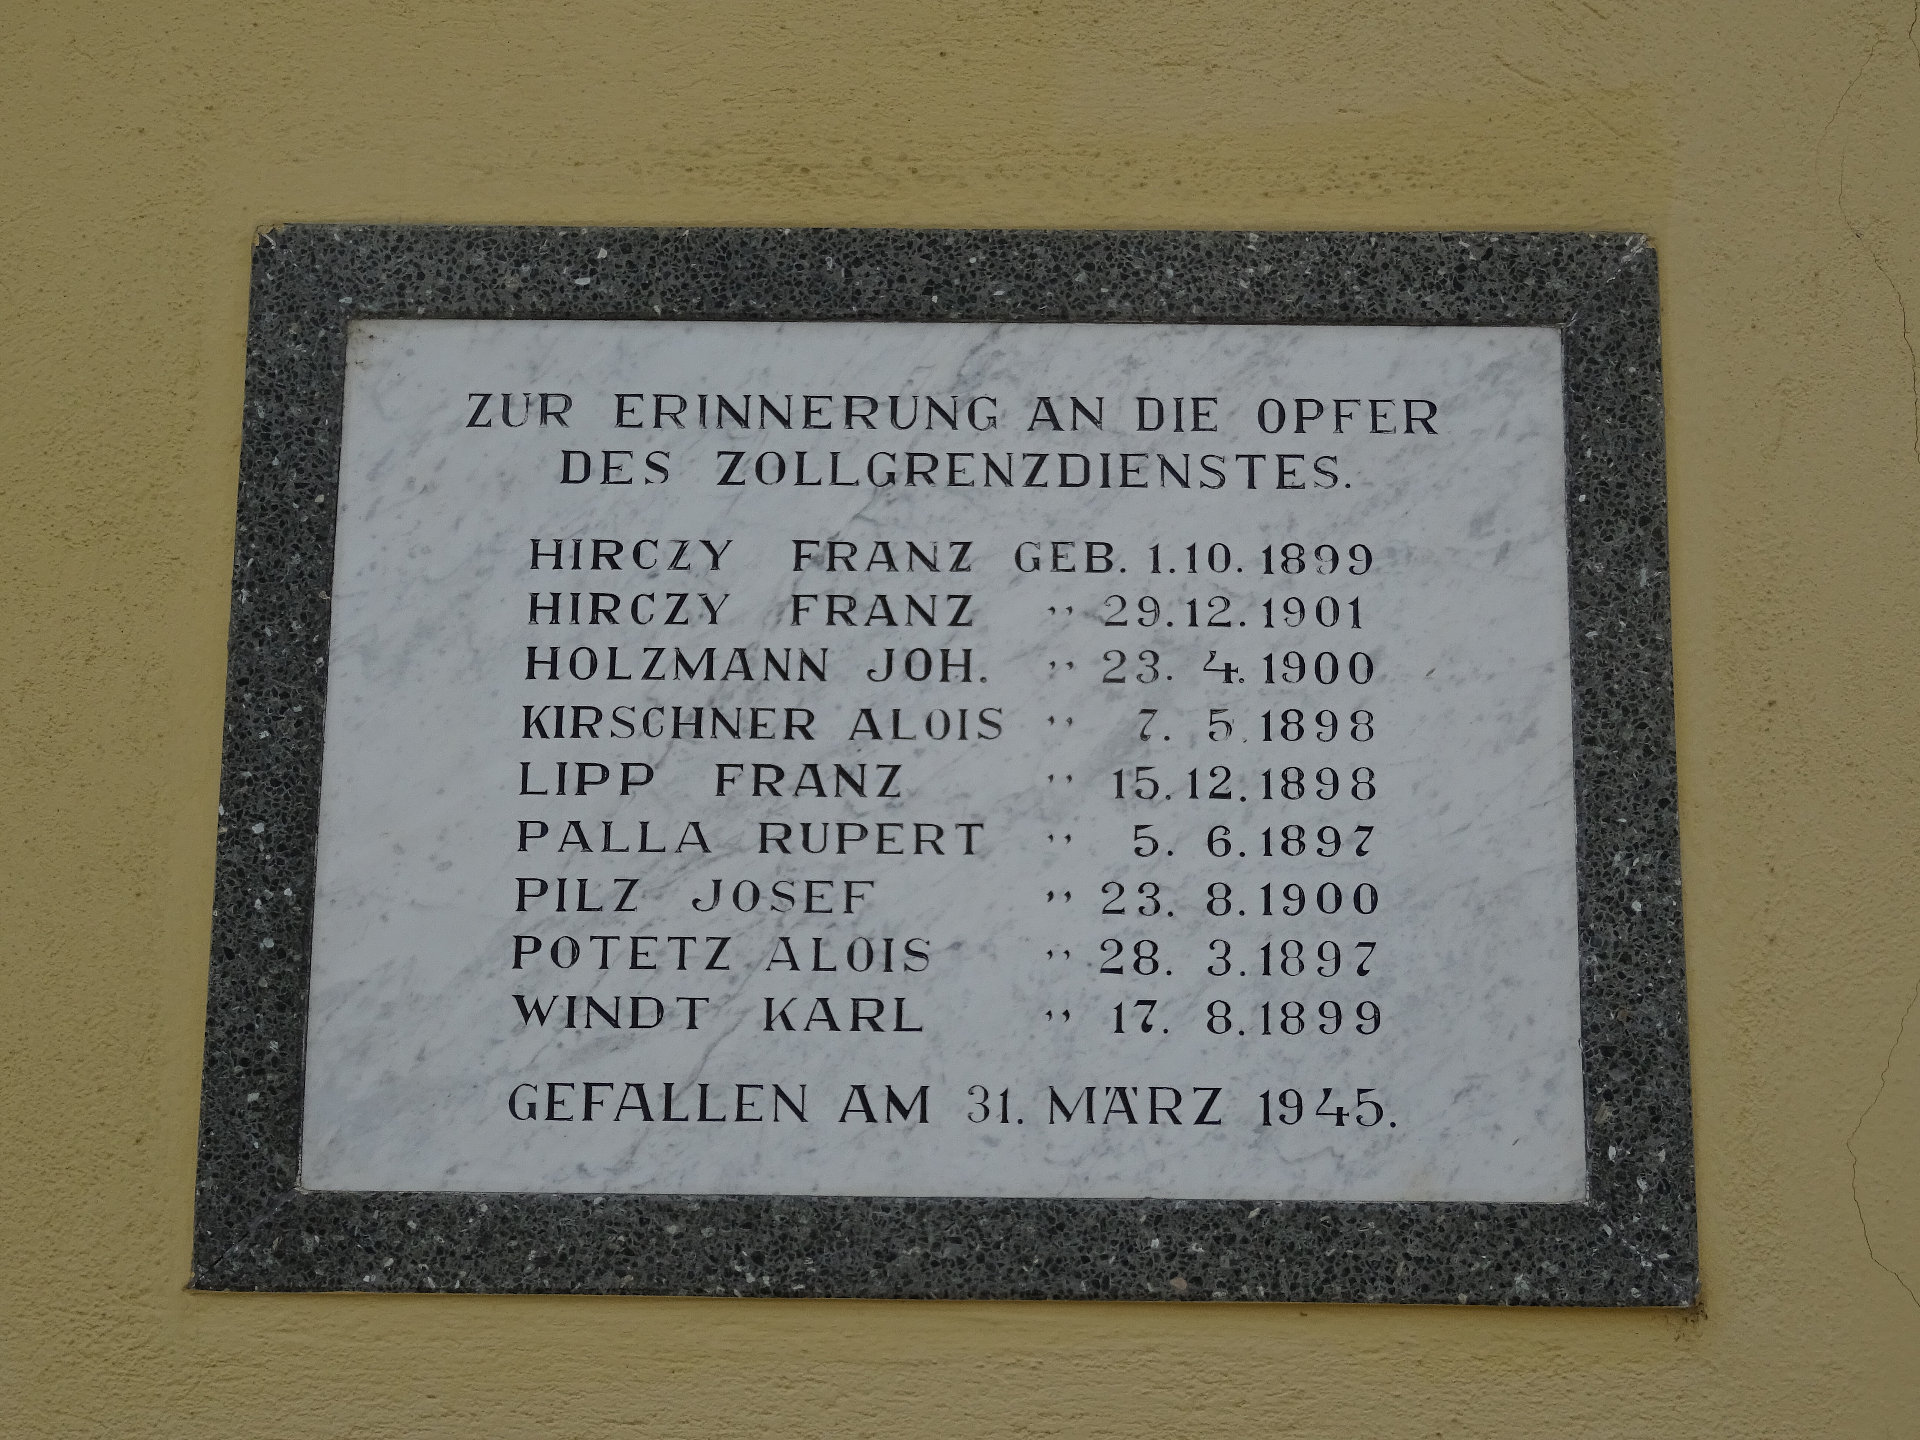 ZUR ERINNERUNG AN DIE OPFER
DES ZOLLGRENZDIENSTES.
HIRCZY FRANZ GEB. 1.10.1899
HIRCZY FRANZ " 29.12.1901
HOLZMANN JOH. " 23. 4.1900
KIRSCHNER ALOIS " 7. 5.1898
LIPP FRANZ " 15.12.1898
PALLA RUPERT " 5. 6.1897
PILZ JOSEF " 23. 8.1900
POTETZ ALOIS " 28. 3.1897
WINDT KARL " 17. 8.1899
GEFALLEN AM 31. MÄRZ 1945.